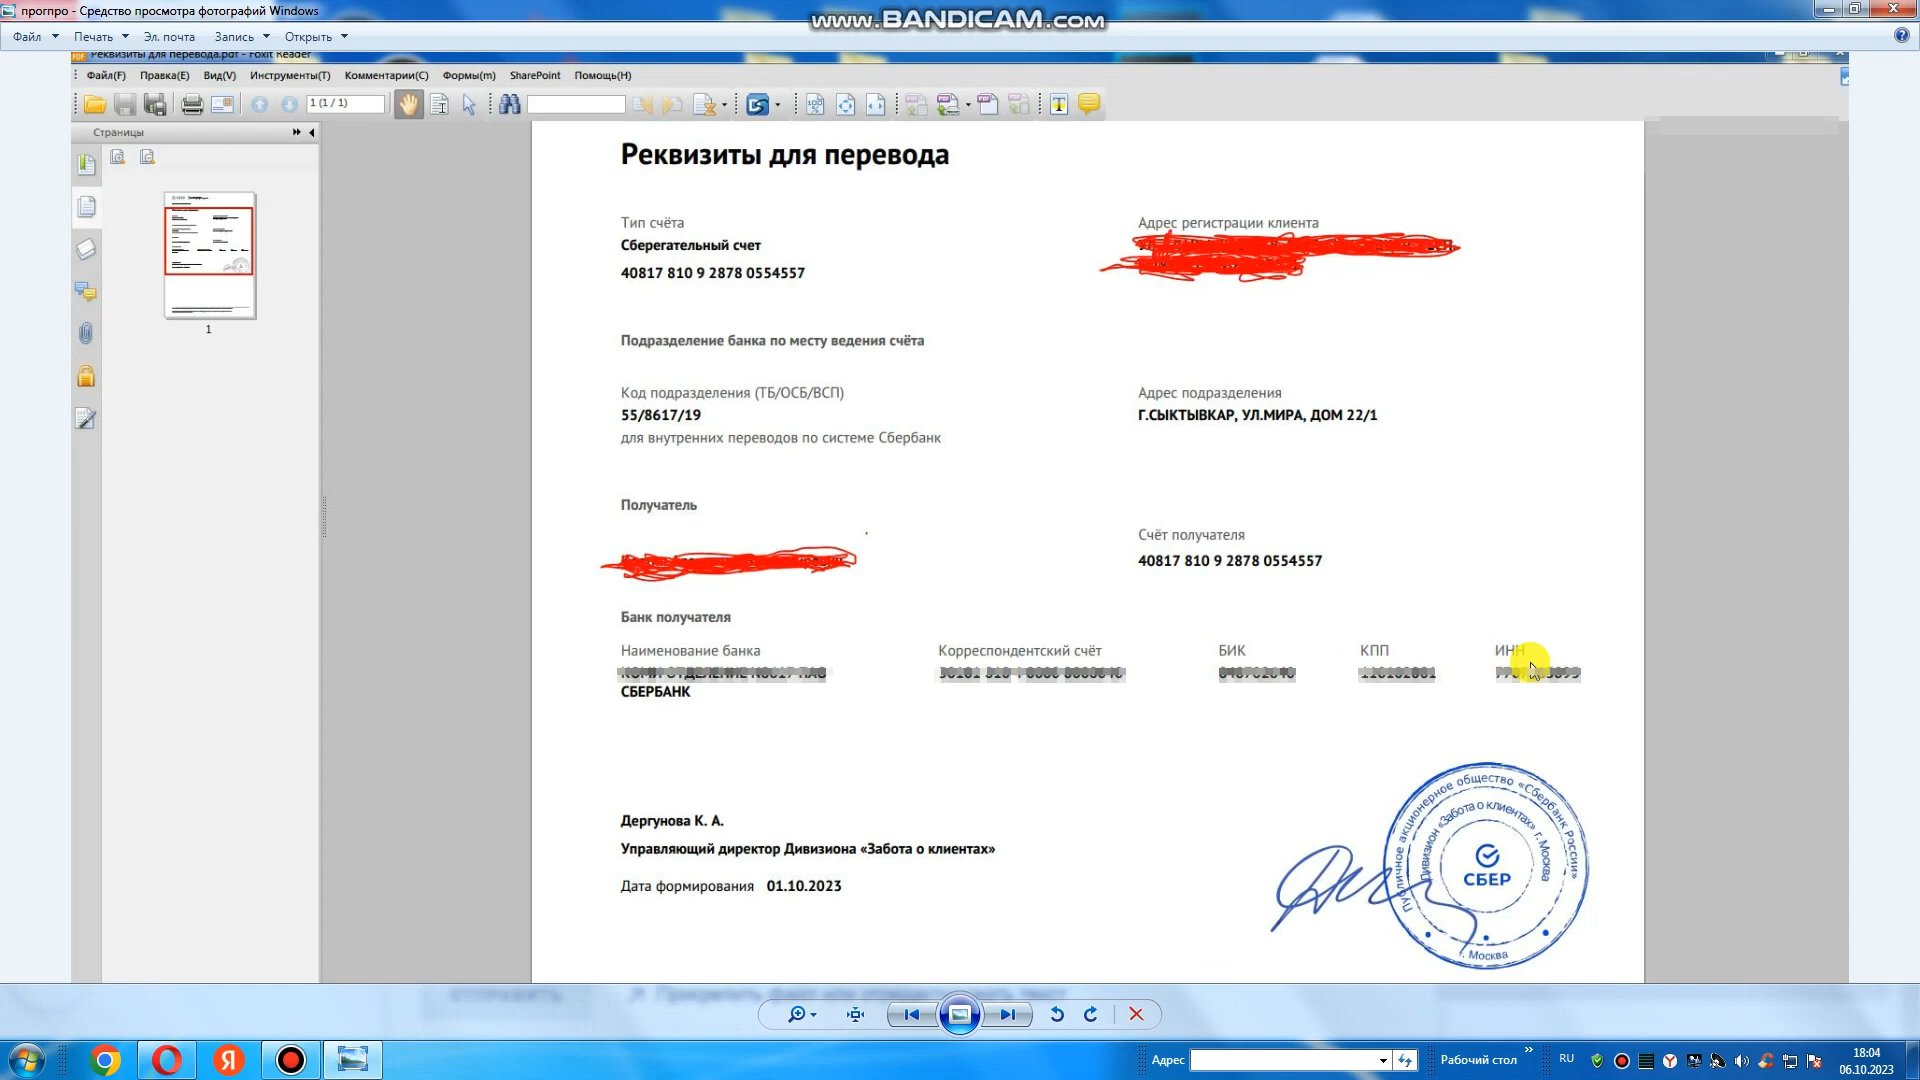 прогпро - Средство просмотра фотографий Windows
www.BANDICAM.com
Файл Печать Эл. почта Запись Открыть
Реквизиты для перевода.pdf - Foxit Reader
Файл(F) Правка(E) Вид(V) Инструменты(T) Комментарии(C) Формы(m) SharePoint Помощь(H)
1 (1 / 1)
Страницы
1
Реквизиты для перевода
Тип счёта
Сберегательный счет
40817 810 9 2878 0554557
Адрес регистрации клиента
Подразделение банка по месту ведения счёта
Код подразделения (ТБ/ОСБ/ВСП)
55/8617/19
для внутренних переводов по системе Сбербанк
Адрес подразделения
Г.СЫКТЫВКАР, УЛ.МИРА, ДОМ 22/1
Получатель
Счёт получателя
40817 810 9 2878 0554557
Банк получателя
Наименование банка Корреспондентский счёт БИК КПП ИНН
СБЕРБАНК
Дергунова К. А.
Управляющий директор Дивизиона «Забота о клиентах»
Дата формирования 01.10.2023
Публичное акционерное общество «Сбербанк России»
Дивизион «Забота о клиентах» г. Москва
СБЕР
г. Москва
Адрес
Рабочий стол
RU
18:04
06.10.2023